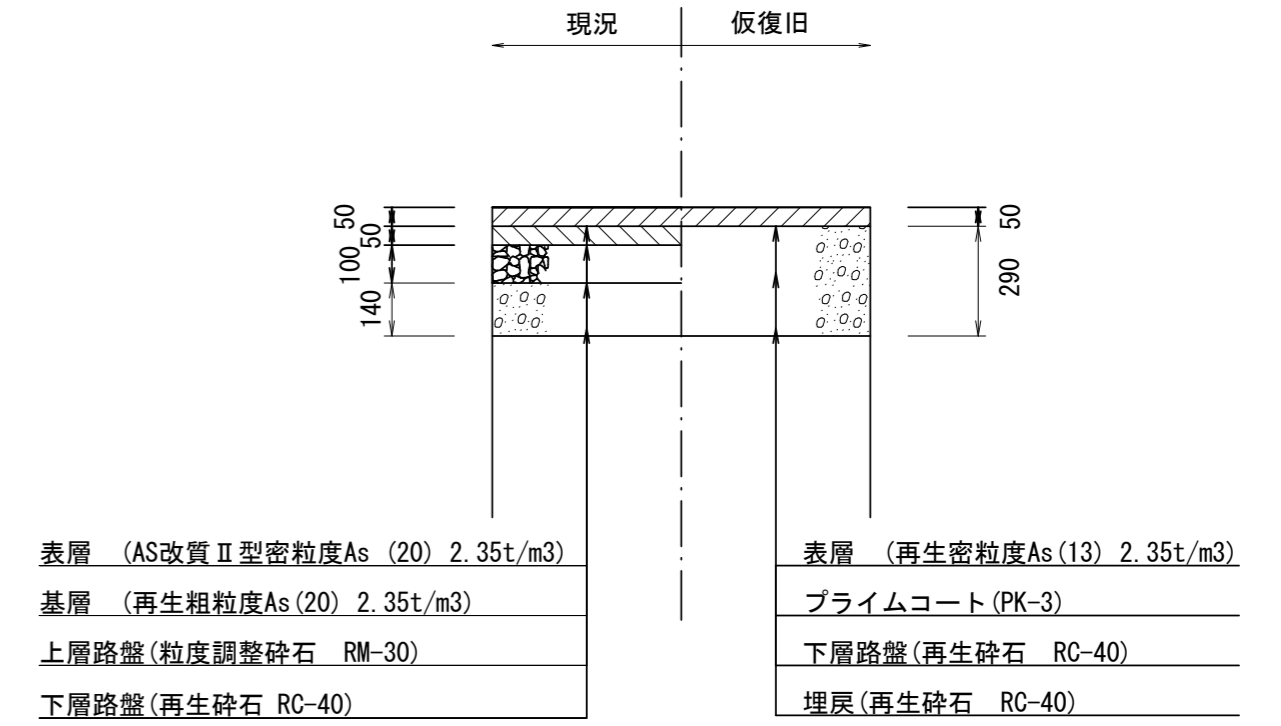 現況 仮復旧
50
50
100
140
50
290
表層 (AS改質Ⅱ型密粒度As (20) 2.35t/m3)
基層 (再生粗粒度As(20) 2.35t/m3)
上層路盤(粒度調整砕石 RM-30)
下層路盤(再生砕石 RC-40)
表層 (再生密粒度As(13) 2.35t/m3)
プライムコート(PK-3)
下層路盤(再生砕石 RC-40)
埋戻(再生砕石 RC-40)